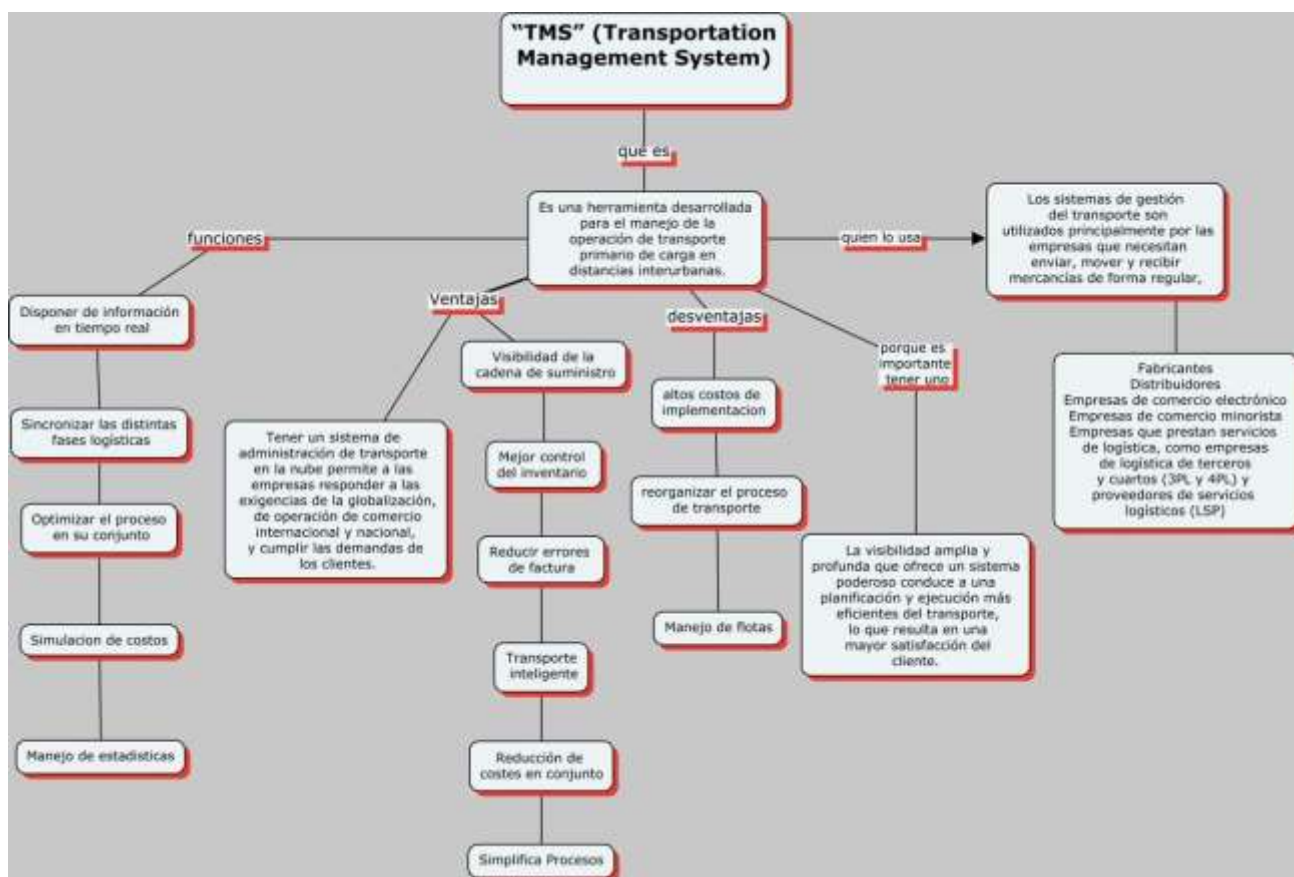 “TMS” (Transportation
Management System)
que es
Es una herramienta desarrollada
para el manejo de la
operación de transporte
primario de carga en
distancias interurbanas.
funciones
Disponer de información
en tiempo real
Sincronizar las distintas
fases logísticas
Optimizar el proceso
en su conjunto
Simulacion de costos
Manejo de estadisticas
Ventajas
Tener un sistema de
administración de transporte
en la nube permite a las
empresas responder a las
exigencias de la globalización,
de operación de comercio
internacional y nacional,
y cumplir las demandas de
los clientes.
Visibilidad de la
cadena de suministro
Mejor control
del inventario
Reducir errores
de factura
Transporte
inteligente
Reducción de
costes en conjunto
Simplifica Procesos
desventajas
altos costos de
implementacion
reorganizar el proceso
de transporte
Manejo de flotas
porque es
importante
tener uno
La visibilidad amplia y
profunda que ofrece un sistema
poderoso conduce a una
planificación y ejecución más
eficientes del transporte,
lo que resulta en una
mayor satisfacción del
cliente.
quien lo usa
Los sistemas de gestión
del transporte son
utilizados principalmente por las
empresas que necesitan
enviar, mover y recibir
mercancías de forma regular,
Fabricantes
Distribuidores
Empresas de comercio electrónico
Empresas de comercio minorista
Empresas que prestan servicios
de logística, como empresas
de logística de terceros
y cuartos (3PL y 4PL) y
proveedores de servicios
logísticos (LSP)